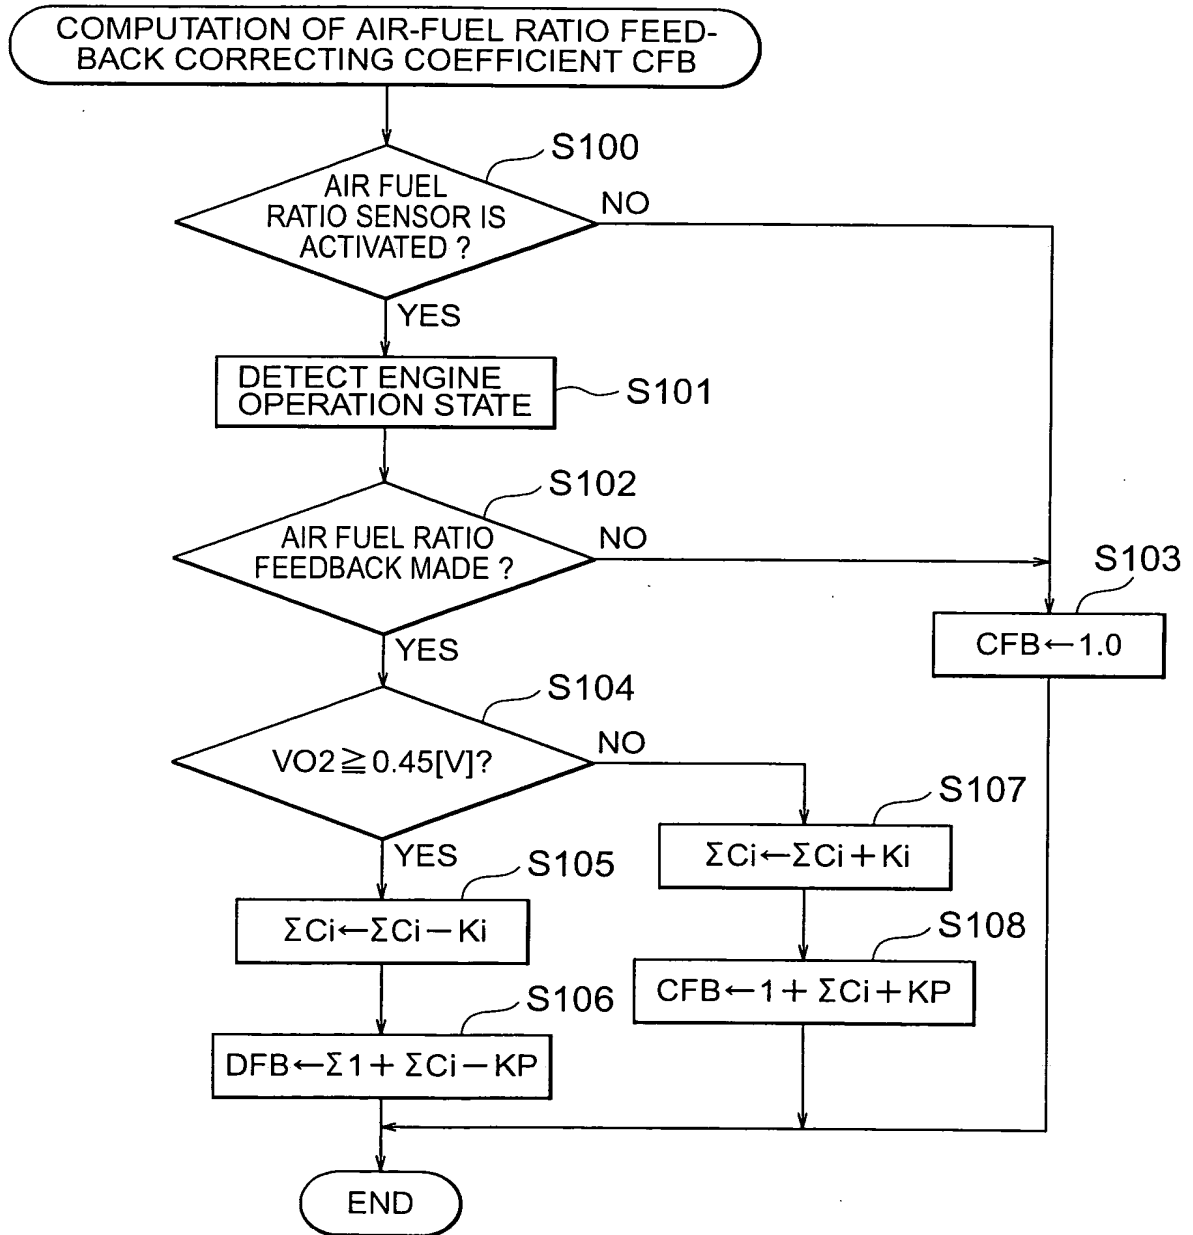 COMPUTATION OF AIR-FUEL RATIO FEED-
BACK CORRECTING COEFFICIENT CFB
S100
AIR FUEL
RATIO SENSOR IS
ACTIVATED ?
NO
YES
DETECT ENGINE
OPERATION STATE
S101
S102
AIR FUEL RATIO
FEEDBACK MADE ?
NO
YES
S103
CFB←1.0
S104
VO2≧0.45[V]?
NO
YES
S107
ΣCi←ΣCi+Ki
S105
ΣCi←ΣCi−Ki
S108
CFB←1+ΣCi+KP
S106
DFB←Σ1+ΣCi−KP
END